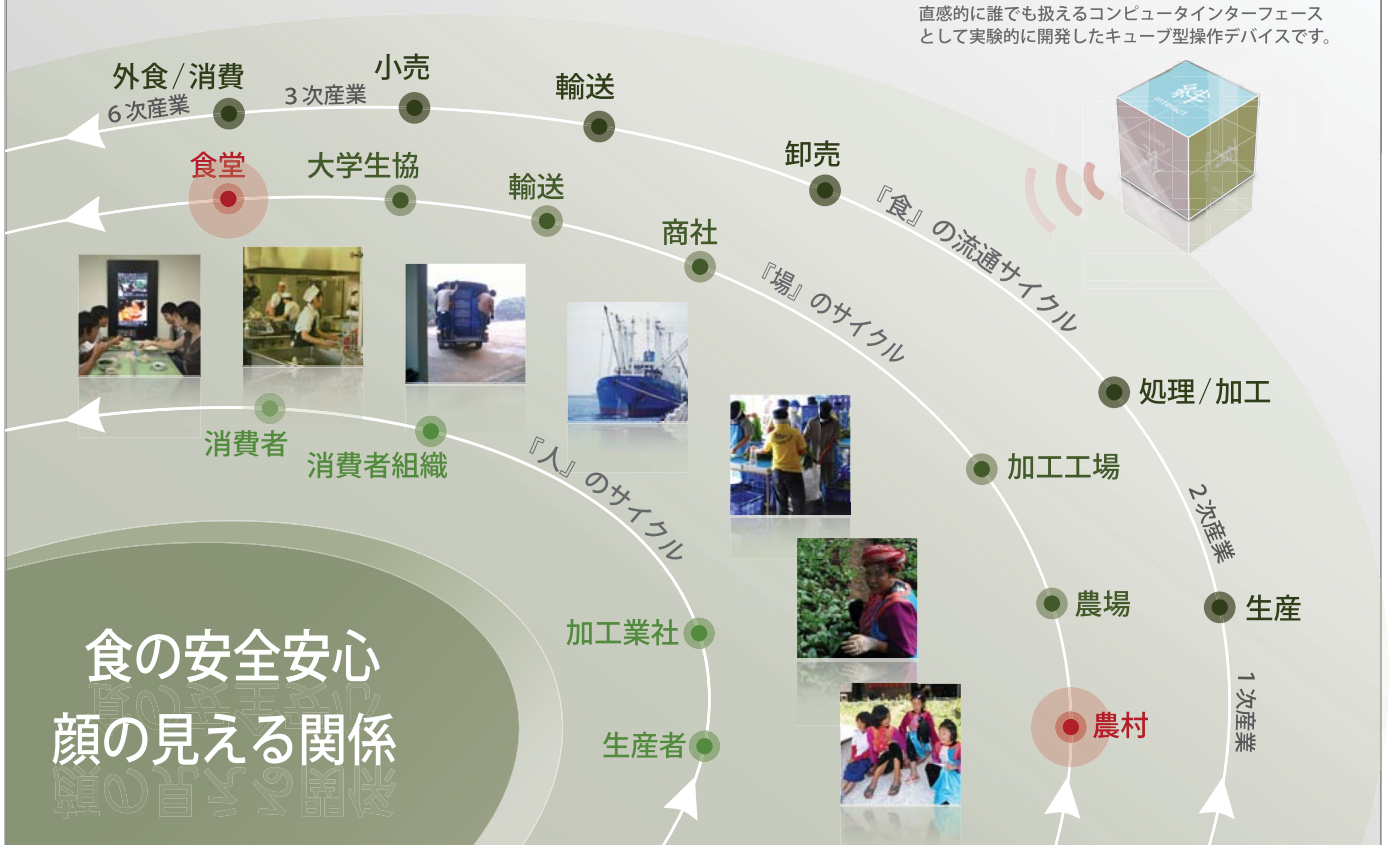 直感的に誰でも扱えるコンピュータインターフェース
として実験的に開発したキューブ型操作デバイスです。
絆
interact
外食/消費
小売
輸送
卸売
処理/加工
生産
6次産業
3次産業
2次産業
1次産業
『食』の流通サイクル
食堂
大学生協
輸送
商社
加工工場
農場
農村
『場』のサイクル
消費者
消費者組織
加工業社
生産者
『人』のサイクル
食の安全安心
顔の見える関係